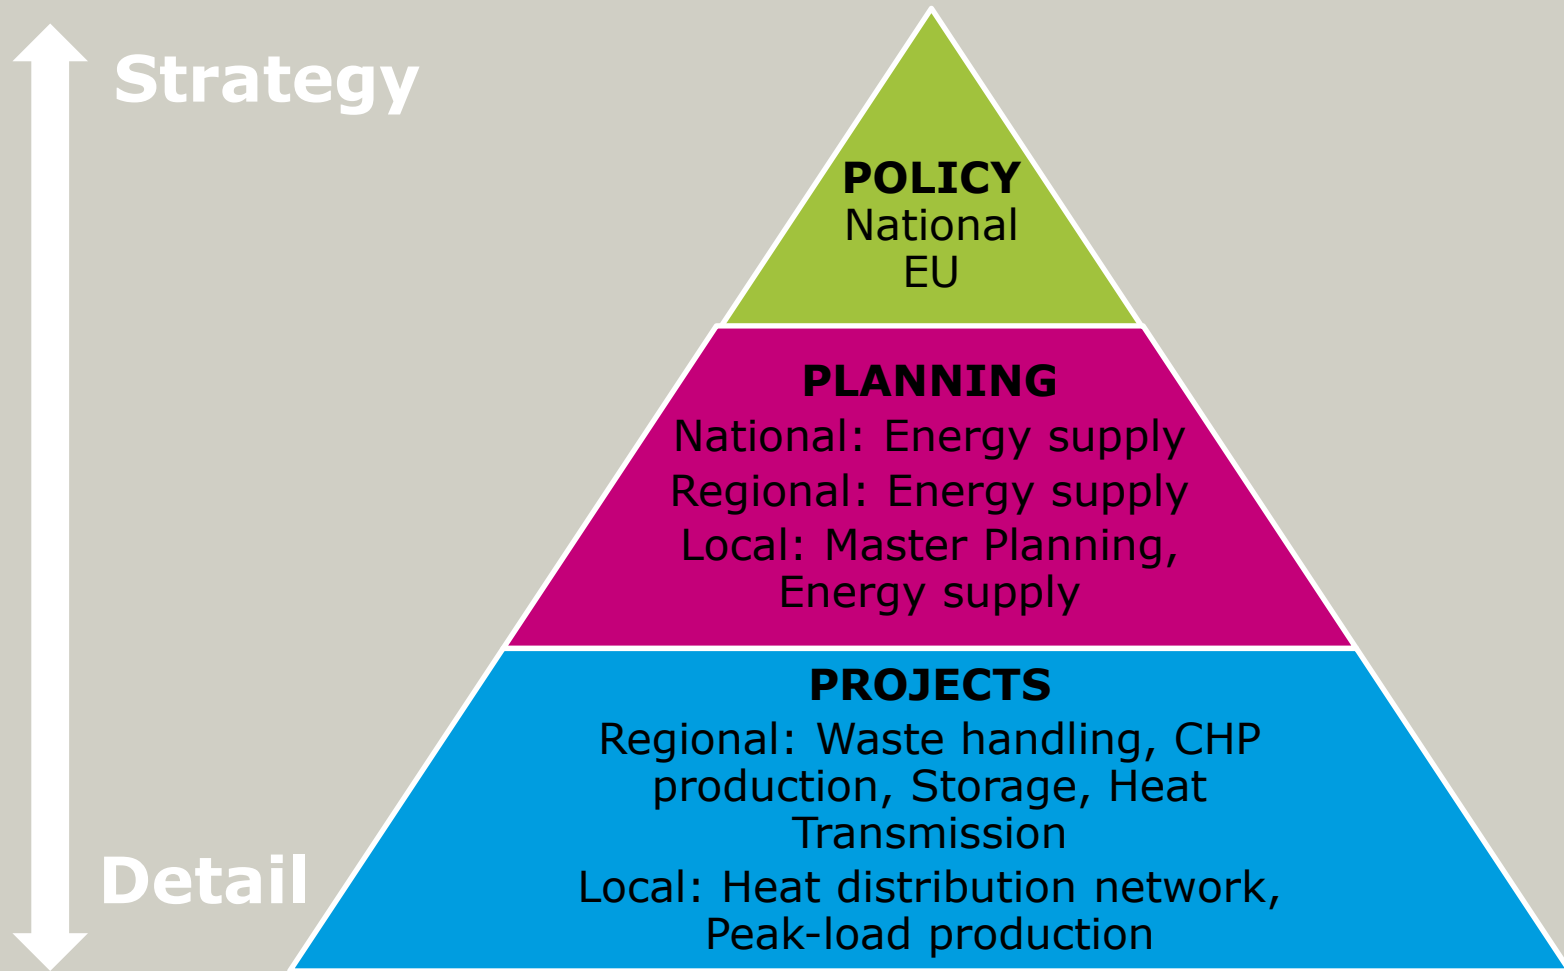 Strategy
POLICY
National
EU
PLANNING
National: Energy supply
Regional: Energy supply
Local: Master Planning,
Energy supply
PROJECTS
Regional: Waste handling, CHP
production, Storage, Heat
Transmission
Detail
Local: Heat distribution network,
Peak-load production